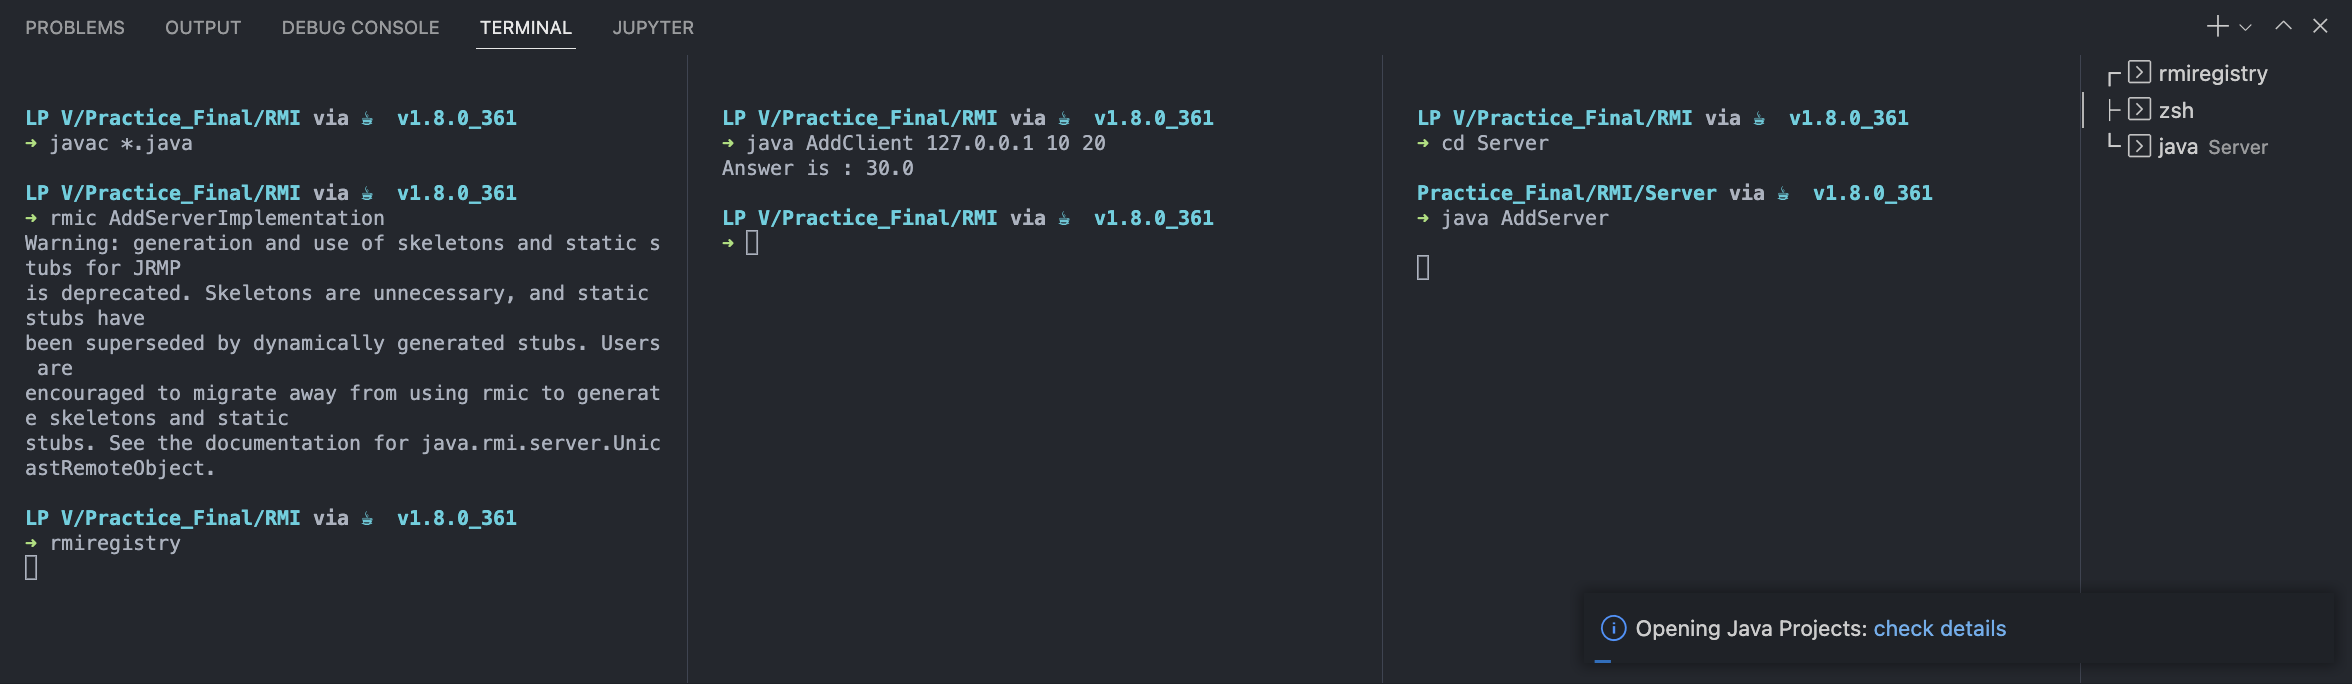 PROBLEMS OUTPUT DEBUG CONSOLE TERMINAL JUPYTER
LP V/Practice_Final/RMI via ☕ v1.8.0_361
➜ javac *.java
LP V/Practice_Final/RMI via ☕ v1.8.0_361
➜ rmic AddServerImplementation
Warning: generation and use of skeletons and static s
tubs for JRMP
is deprecated. Skeletons are unnecessary, and static
stubs have
been superseded by dynamically generated stubs. Users
are
encouraged to migrate away from using rmic to generat
e skeletons and static
stubs. See the documentation for java.rmi.server.Unic
astRemoteObject.
LP V/Practice_Final/RMI via ☕ v1.8.0_361
➜ rmiregistry
LP V/Practice_Final/RMI via ☕ v1.8.0_361
➜ java AddClient 127.0.0.1 10 20
Answer is : 30.0
LP V/Practice_Final/RMI via ☕ v1.8.0_361
➜
LP V/Practice_Final/RMI via ☕ v1.8.0_361
➜ cd Server
Practice_Final/RMI/Server via ☕ v1.8.0_361
➜ java AddServer
rmiregistry
zsh
java Server
Opening Java Projects: check details